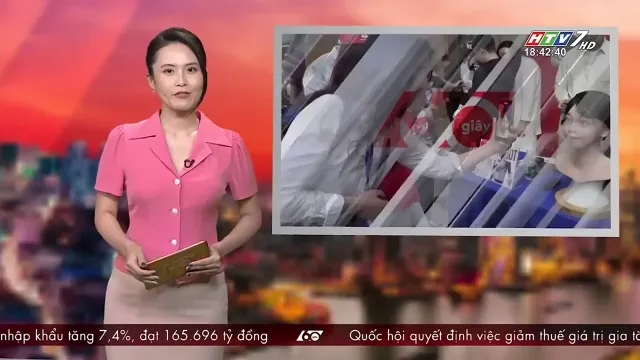 HTV7 HD
18:42:40
giây
nhập khẩu tăng 7,4%, đạt 165.696 tỷ đồng
60
Quốc hội quyết định việc giảm thuế giá trị gia tă